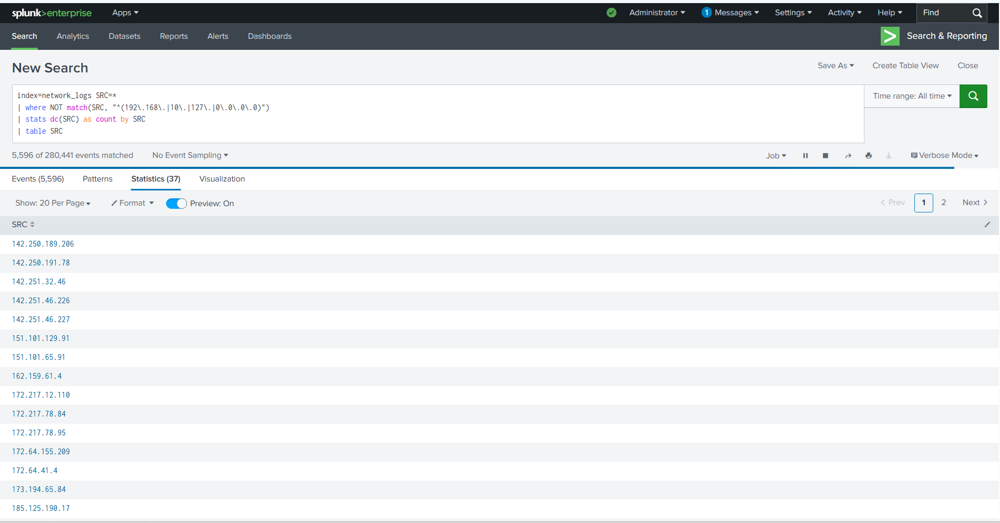 splunk>enterprise Apps Administrator 1 Messages Settings Activity Help Find
Search Analytics Datasets Reports Alerts Dashboards Search & Reporting
New Search
Save As Create Table View Close
index=network_logs SRC=*
| where NOT match(SRC, "^(192\.168\.|10\.|127\.|0\.0\.0\.0)")
| stats dc(SRC) as count by SRC
| table SRC
Time range: All time
5,596 of 280,441 events matched No Event Sampling Job Verbose Mode
Events (5,596) Patterns Statistics (37) Visualization
Show: 20 Per Page Format Preview: On < Prev 1 2 Next >
SRC
142.250.189.206
142.250.191.78
142.251.32.46
142.251.46.226
142.251.46.227
151.101.129.91
151.101.65.91
162.159.61.4
172.217.12.110
172.217.78.84
172.217.78.95
172.64.155.209
172.64.41.4
173.194.65.84
185.125.190.17